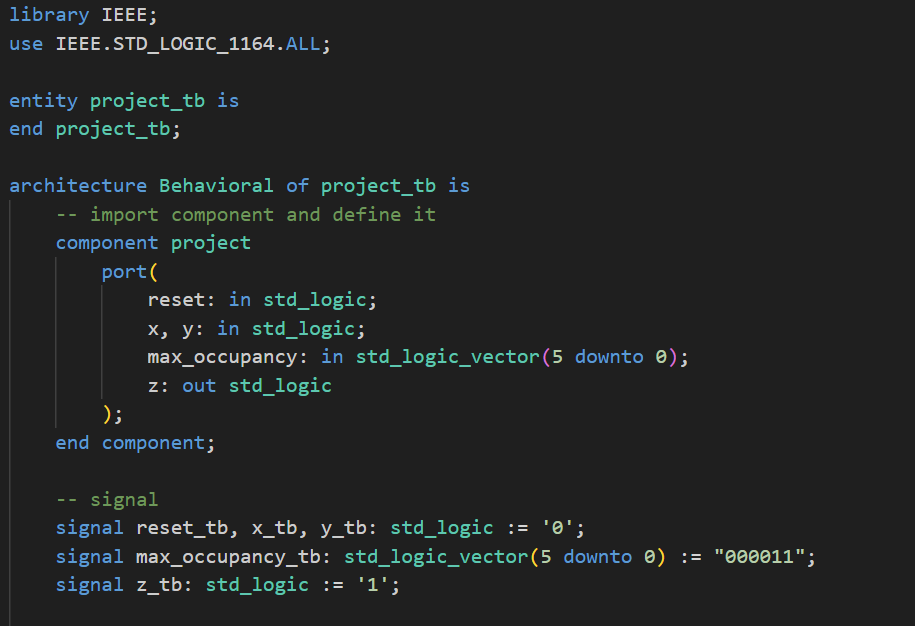 library IEEE;
use IEEE.STD_LOGIC_1164.ALL;
entity project_tb is
end project_tb;
architecture Behavioral of project_tb is
-- import component and define it
component project
port(
reset: in std_logic;
x, y: in std_logic;
max_occupancy: in std_logic_vector(5 downto 0);
z: out std_logic
);
end component;
-- signal
signal reset_tb, x_tb, y_tb: std_logic := '0';
signal max_occupancy_tb: std_logic_vector(5 downto 0) := "000011";
signal z_tb: std_logic := '1';